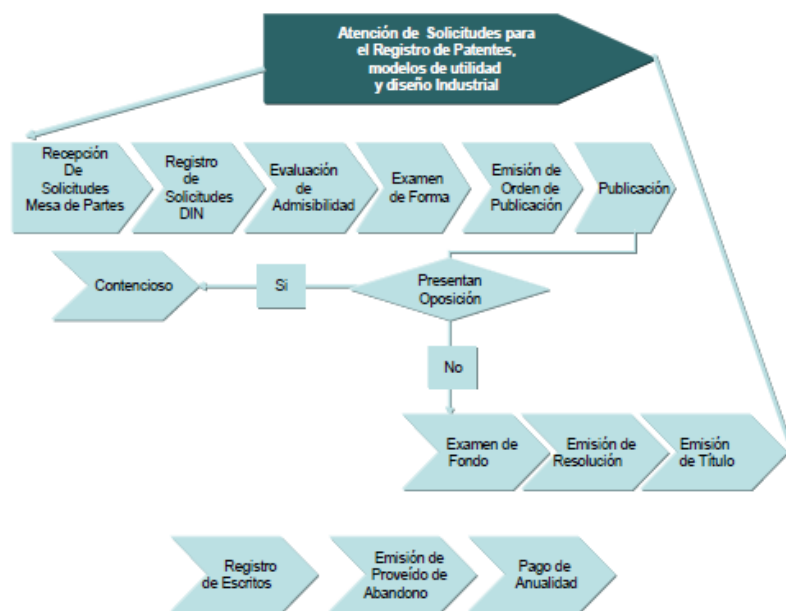 Atención de Solicitudes para
el Registro de Patentes,
modelos de utilidad
y diseño Industrial
Recepción
De
Solicitudes
Mesa de Partes
Registro
de
Solicitudes
DIN
Evaluación
de
Admisibilidad
Examen
de Forma
Emisión de
Orden de
Publicación
Publicación
Contencioso
Si
Presentan
Oposición
No
Examen de
Fondo
Emisión de
Resolución
Emisión
de Título
Registro
de Escritos
Emisión de
Proveído de
Abandono
Pago de
Anualidad